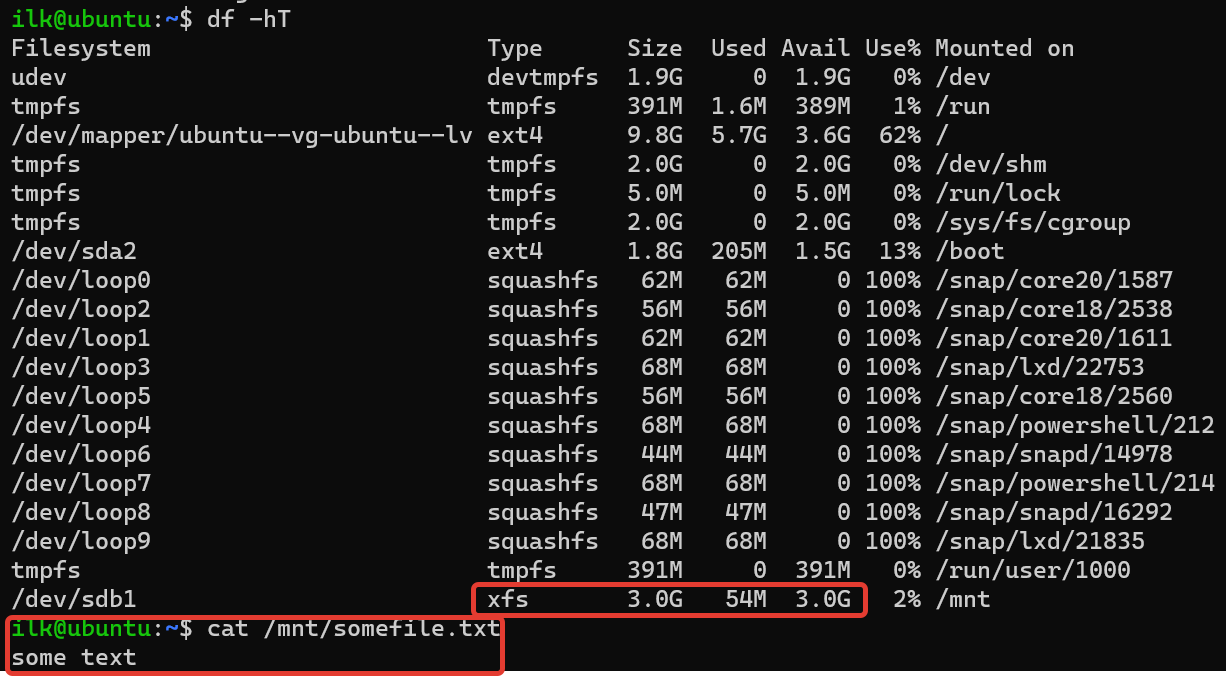 ilk@ubuntu:~$ df -hT
Filesystem                        Type      Size  Used Avail Use% Mounted on
udev                              devtmpfs  1.9G     0  1.9G   0% /dev
tmpfs                             tmpfs     391M  1.6M  389M   1% /run
/dev/mapper/ubuntu--vg-ubuntu--lv ext4      9.8G  5.7G  3.6G  62% /
tmpfs                             tmpfs     2.0G     0  2.0G   0% /dev/shm
tmpfs                             tmpfs     5.0M     0  5.0M   0% /run/lock
tmpfs                             tmpfs     2.0G     0  2.0G   0% /sys/fs/cgroup
/dev/sda2                         ext4      1.8G  205M  1.5G  13% /boot
/dev/loop0                        squashfs   62M   62M     0 100% /snap/core20/1587
/dev/loop2                        squashfs   56M   56M     0 100% /snap/core18/2538
/dev/loop1                        squashfs   62M   62M     0 100% /snap/core20/1611
/dev/loop3                        squashfs   68M   68M     0 100% /snap/lxd/22753
/dev/loop5                        squashfs   56M   56M     0 100% /snap/core18/2560
/dev/loop4                        squashfs   68M   68M     0 100% /snap/powershell/212
/dev/loop6                        squashfs   44M   44M     0 100% /snap/snapd/14978
/dev/loop7                        squashfs   68M   68M     0 100% /snap/powershell/214
/dev/loop8                        squashfs   47M   47M     0 100% /snap/snapd/16292
/dev/loop9                        squashfs   68M   68M     0 100% /snap/lxd/21835
tmpfs                             tmpfs     391M     0  391M   0% /run/user/1000
/dev/sdb1                         xfs       3.0G   54M  3.0G   2% /mnt
ilk@ubuntu:~$ cat /mnt/somefile.txt
some text